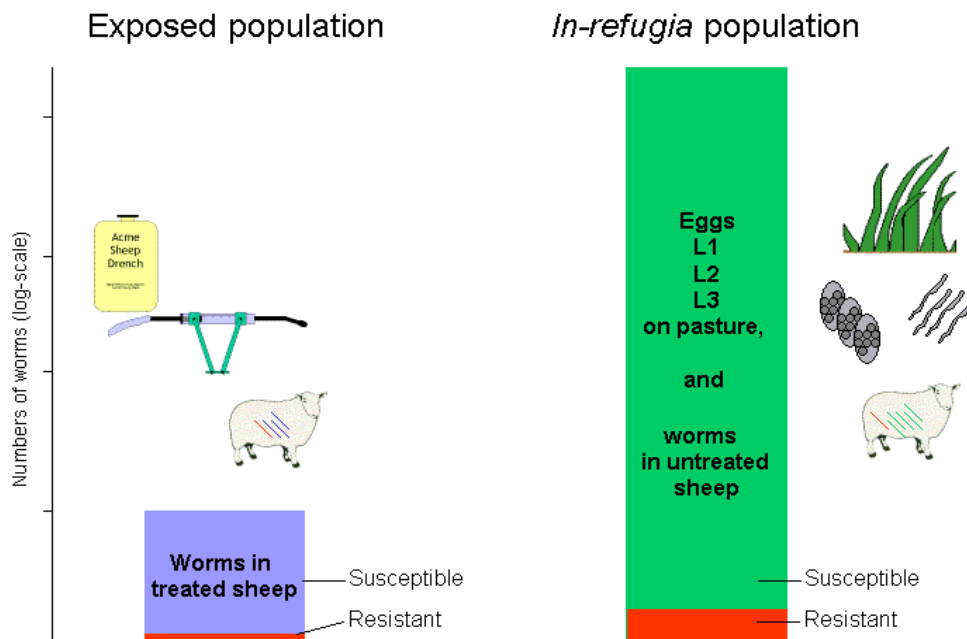 Exposed population
In-refugia population
Numbers of worms (log-scale)
Acme
Sheep
Drench
Eggs
L1
L2
L3
on pasture,
and
worms
in untreated
sheep
Worms in
treated sheep
Susceptible
Resistant
Susceptible
Resistant